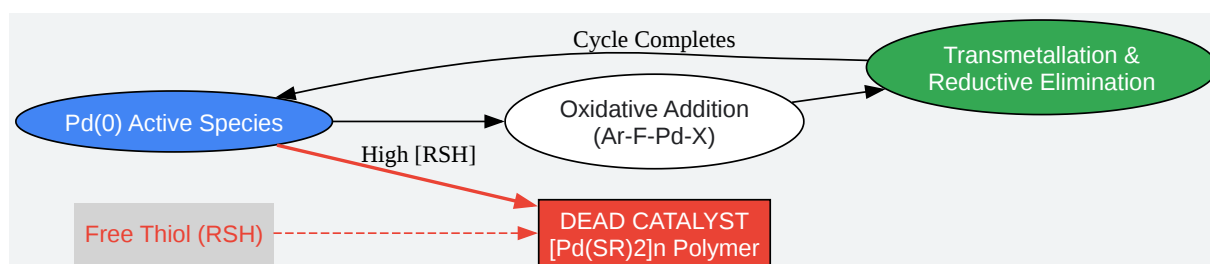 Cycle Completes
Transmetallation &
Reductive Elimination
Pd(0) Active Species
Oxidative Addition
(Ar-F-Pd-X)
High [RSH]
Free Thiol (RSH)
DEAD CATALYST
[Pd(SR)2]n Polymer